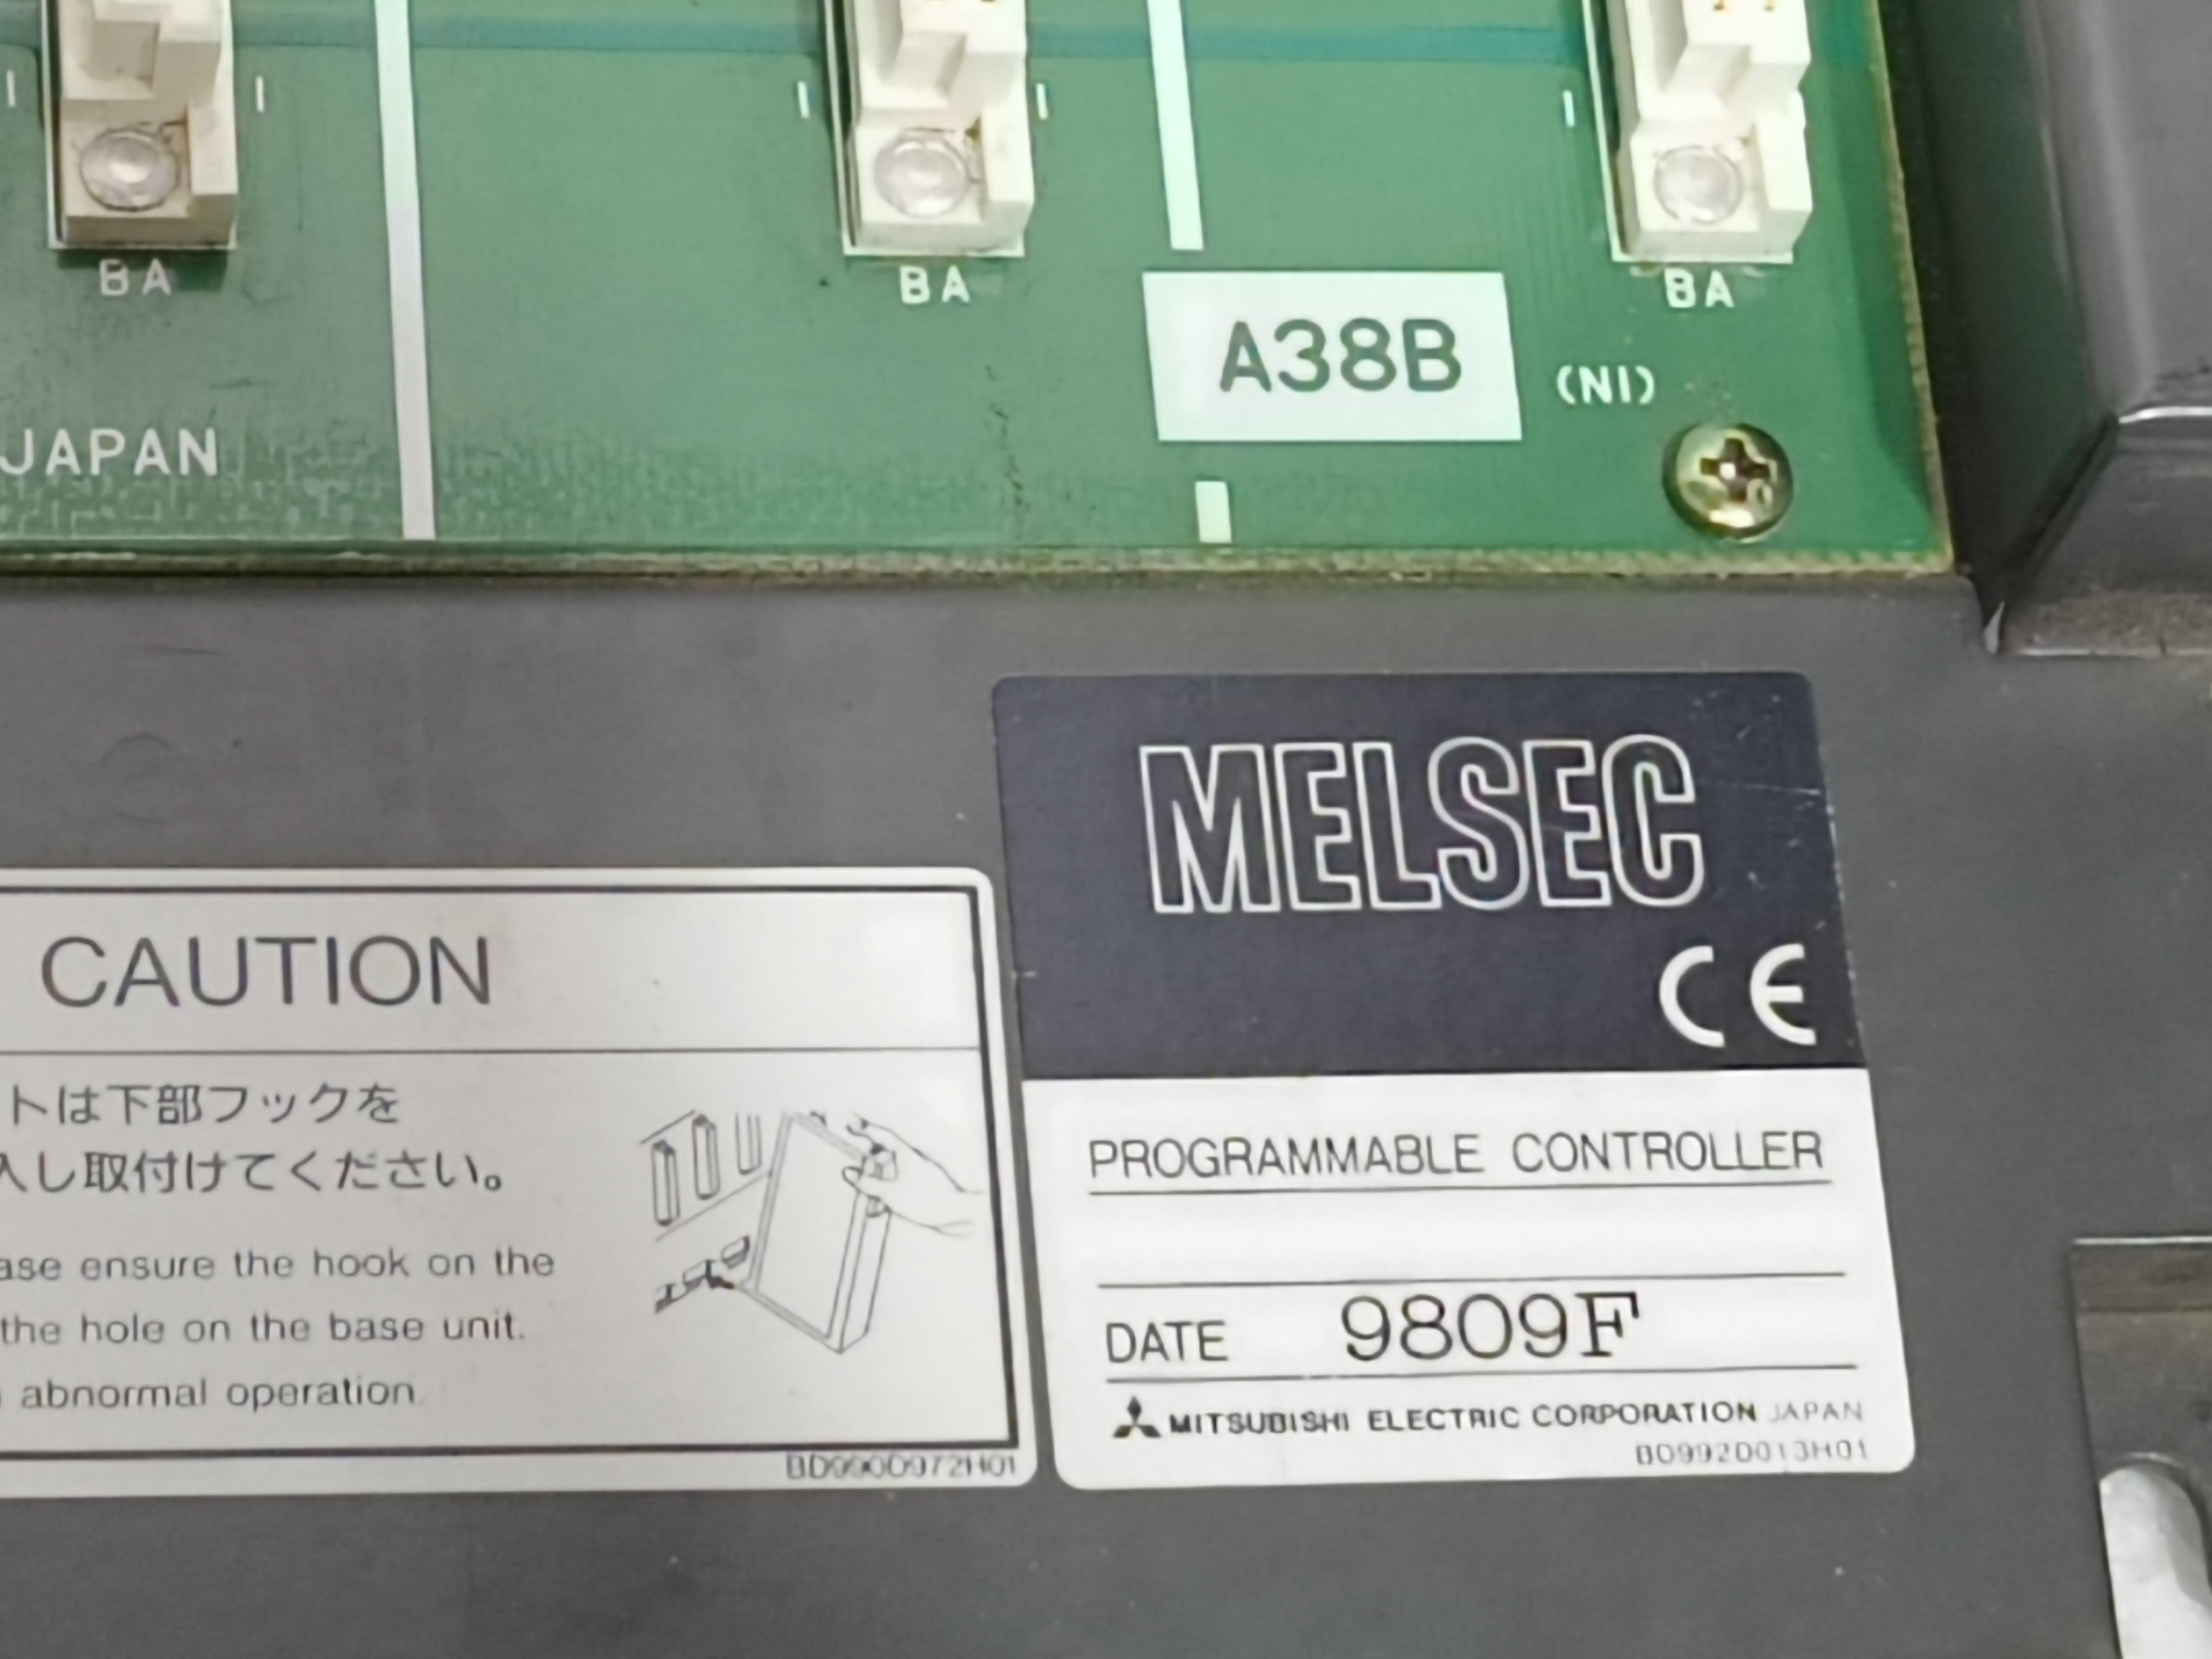 BA
BA
BA
A38B
(NI)
JAPAN
MELSEC
CE
CAUTION
トは下部フックを
入し取付けてください。
ase ensure the hook on the
the hole on the base unit.
abnormal operation.
BD990D972H01
PROGRAMMABLE CONTROLLER
DATE 9809F
MITSUBISHI ELECTRIC CORPORATION JAPAN
BD992D013H01